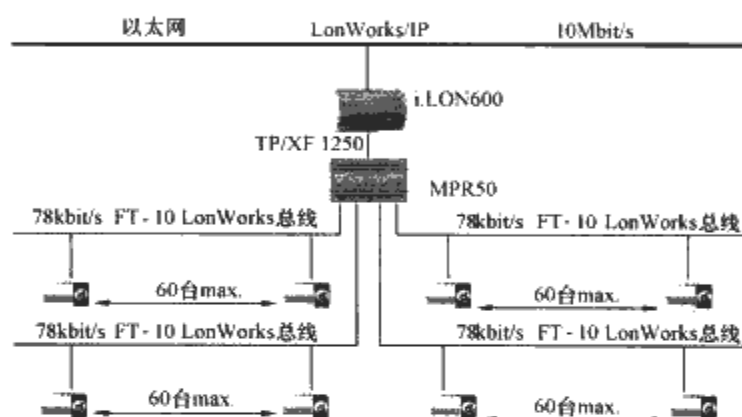 以太网 LonWorks/IP 10Mbit/s
i.LON600
TP/XF 1250
MPR50
78kbit/s FT-10 LonWorks总线 78kbit/s FT-10 LonWorks总线
60台max. 60台max.
78kbit/s FT-10 LonWorks总线 78kbit/s FT-10 LonWorks总线
60台max. 60台max.